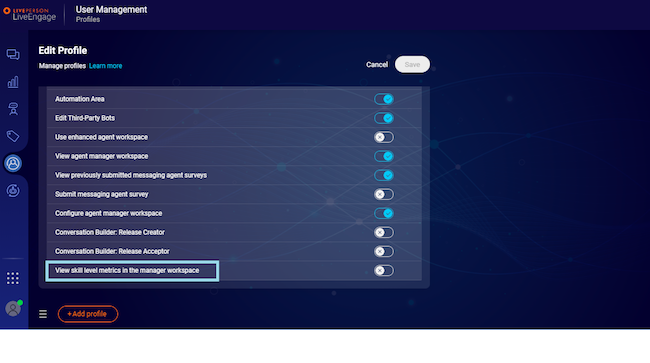 LIVEPERSON
LiveEngage
User Management
Profiles
Edit Profile
Manage profiles Learn more
Cancel Save
Automation Area
Edit Third-Party Bots
Use enhanced agent workspace
View agent manager workspace
View previously submitted messaging agent surveys
Submit messaging agent survey
Configure agent manager workspace
Conversation Builder: Release Creator
Conversation Builder: Release Acceptor
View skill level metrics in the manager workspace
+Add profile